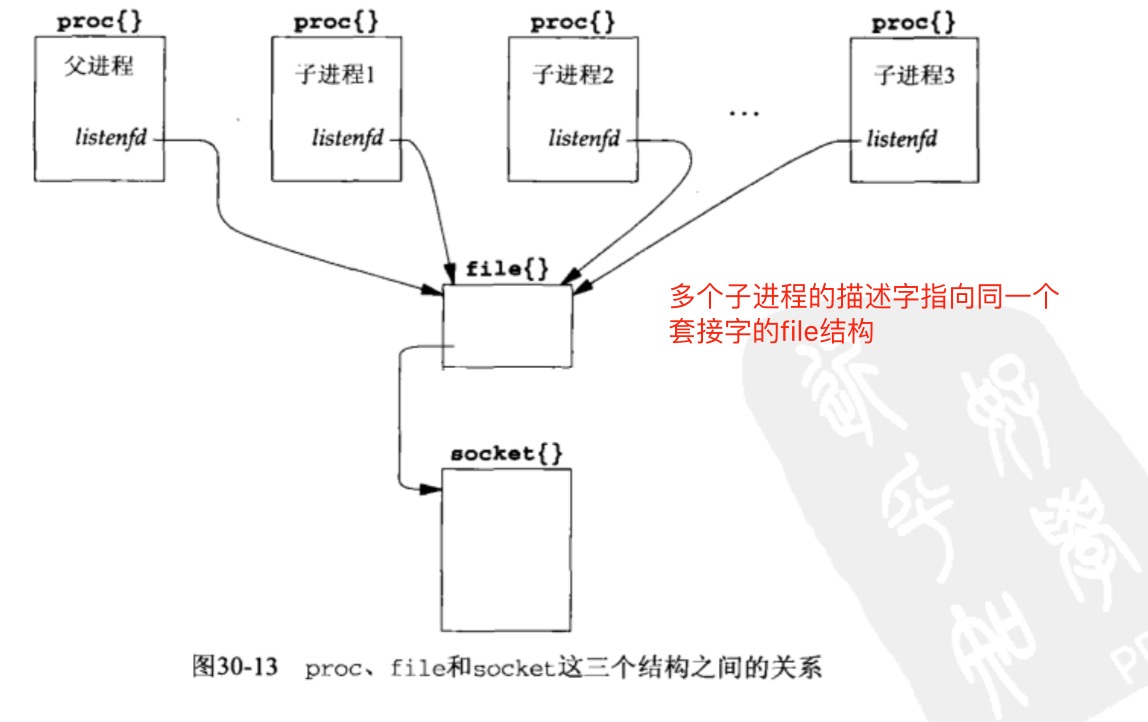 proc{} proc{} proc{} proc{}
父进程 子进程1 子进程2 子进程3
...
listenfd listenfd listenfd listenfd
file{}
多个子进程的描述字指向同一个
套接字的file结构
socket{}
图30-13 proc、file和socket这三个结构之间的关系